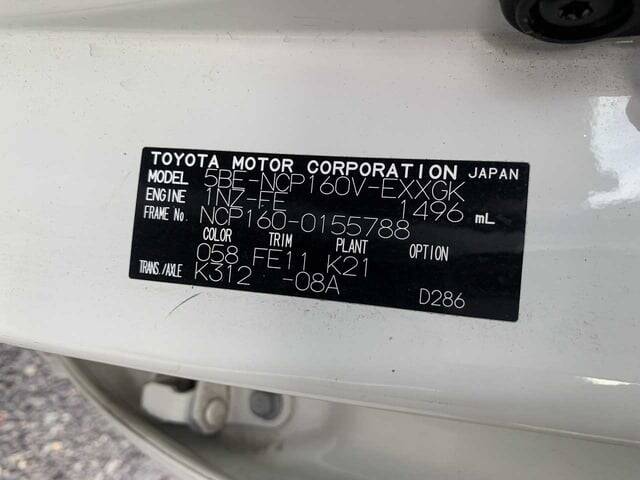 TOYOTA MOTOR CORPORATION JAPAN
MODEL 5BE-NCP160V-EXXGK
ENGINE 1NZ-FE 1496 mL
FRAME No. NCP160-0155788
COLOR TRIM PLANT OPTION
058 FE11 K21
TRANS./AXLE K312 -08A
D286